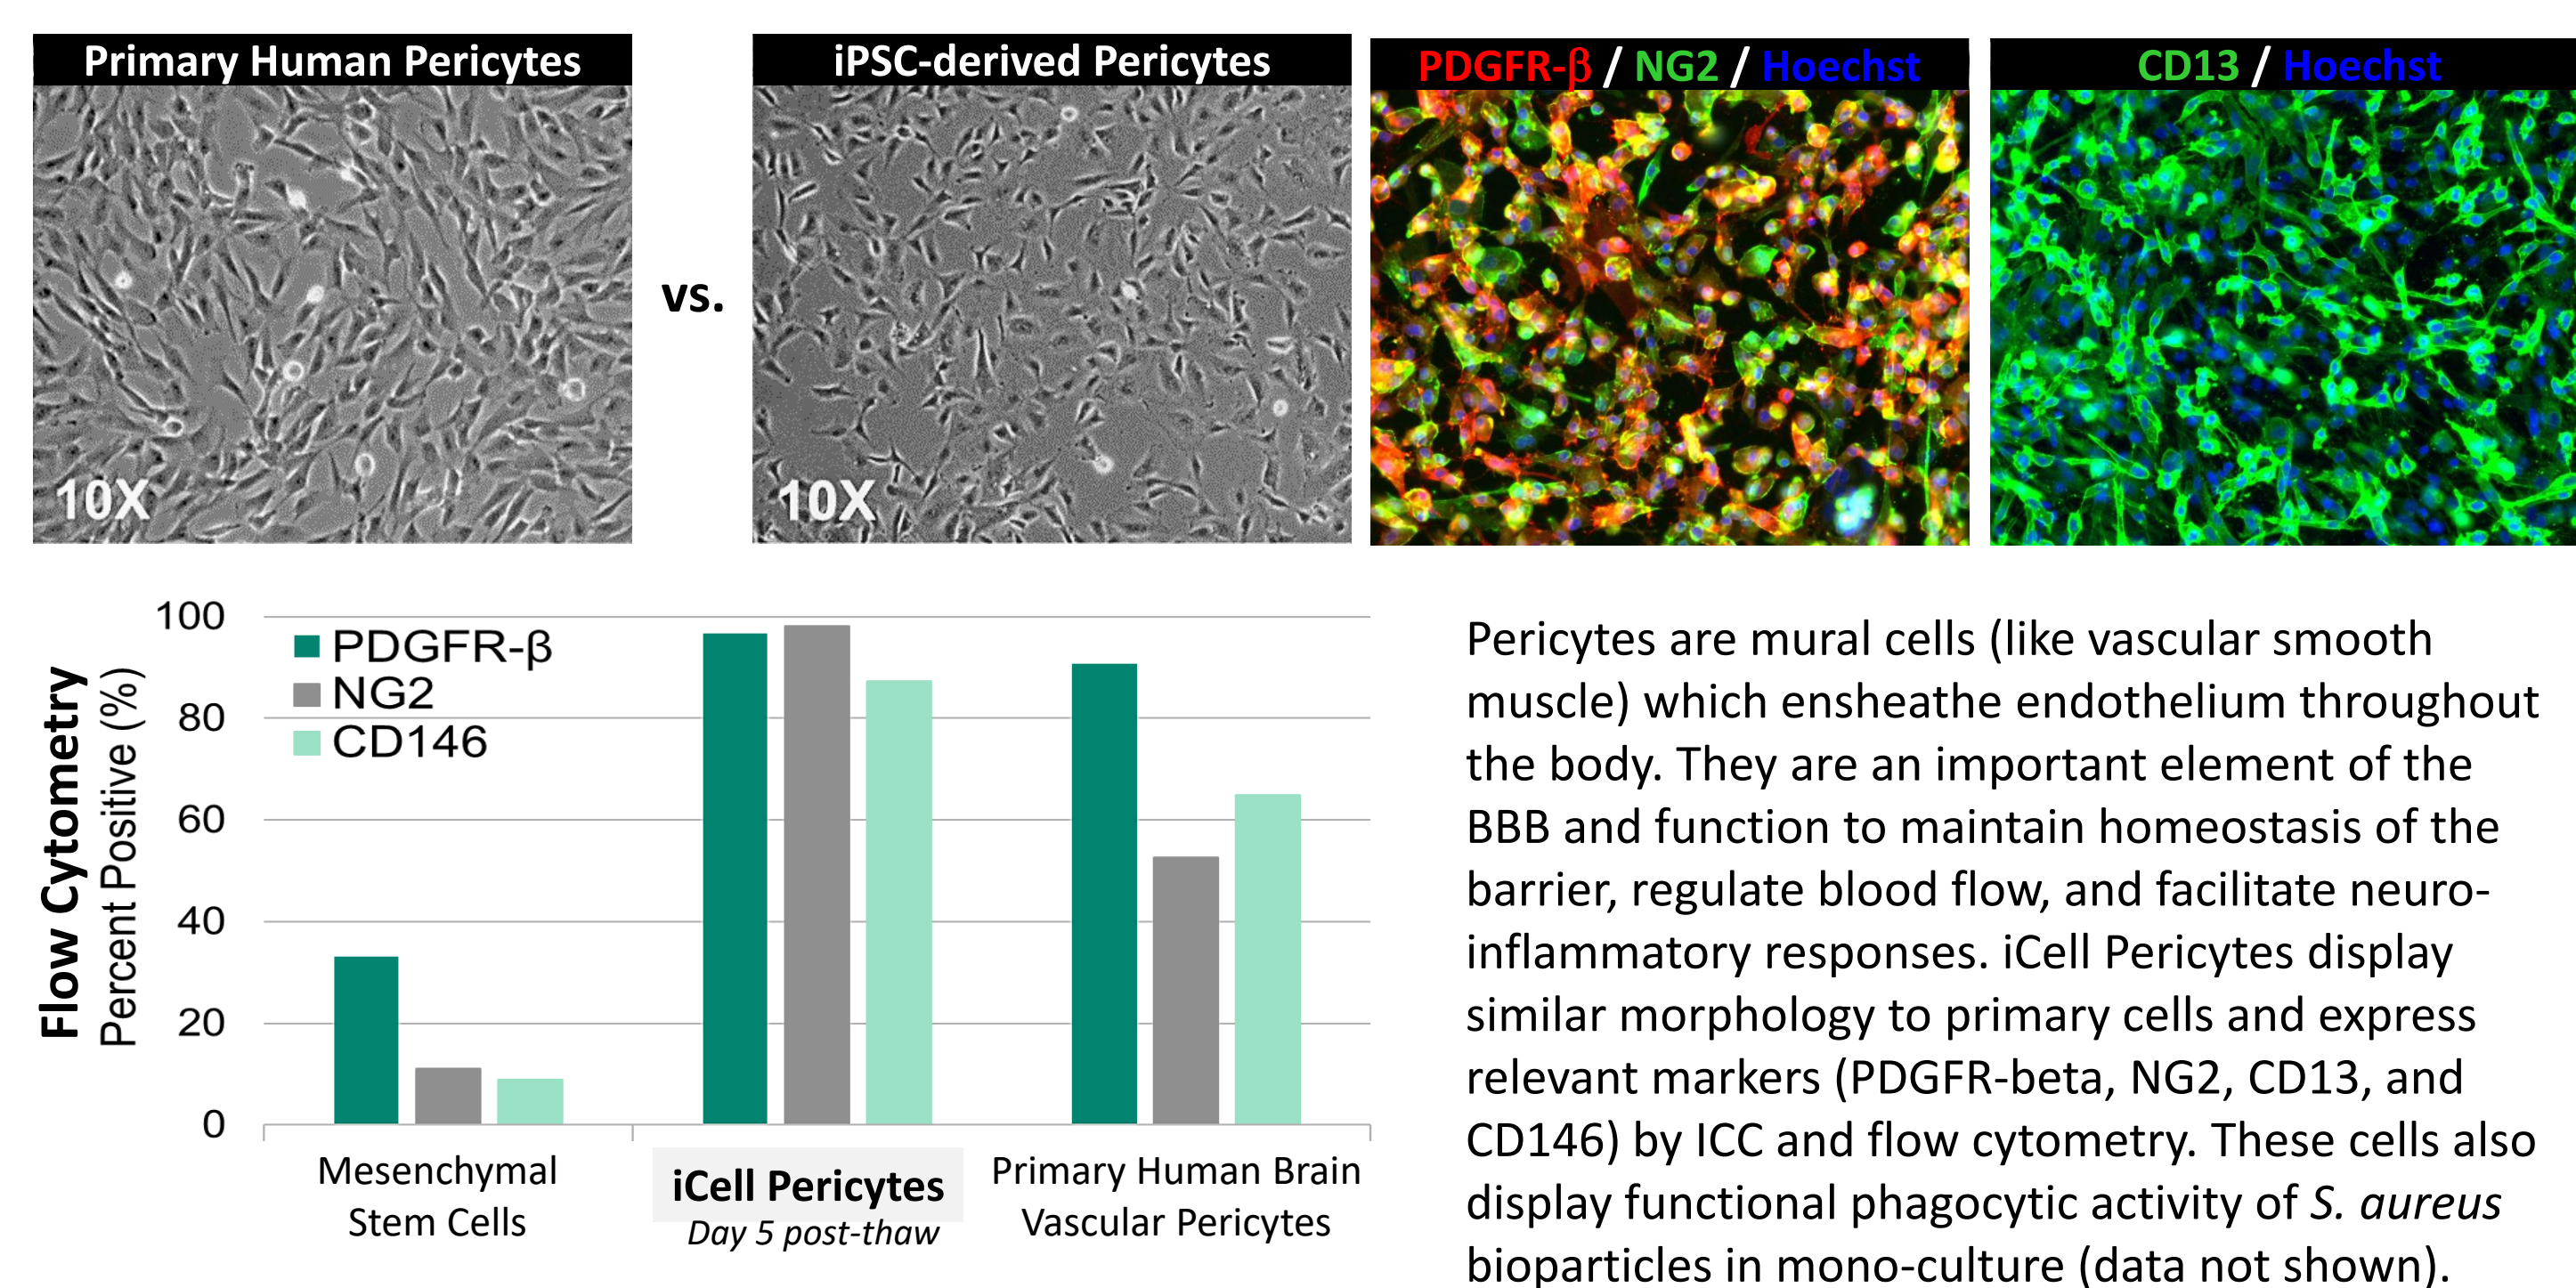 Primary Human Pericytes
iPSC-derived Pericytes
PDGFR-β / NG2 / Hoechst
CD13 / Hoechst
vs.
10X
10X
Flow Cytometry
Percent Positive (%)
100
80
60
40
20
0
PDGFR-β
NG2
CD146
Mesenchymal
Stem Cells
iCell Pericytes
Day 5 post-thaw
Primary Human Brain
Vascular Pericytes
Pericytes are mural cells (like vascular smooth
muscle) which ensheathe endothelium throughout
the body. They are an important element of the
BBB and function to maintain homeostasis of the
barrier, regulate blood flow, and facilitate neuro-
inflammatory responses. iCell Pericytes display
similar morphology to primary cells and express
relevant markers (PDGFR-beta, NG2, CD13, and
CD146) by ICC and flow cytometry. These cells also
display functional phagocytic activity of S. aureus
bioparticles in mono-culture (data not shown).